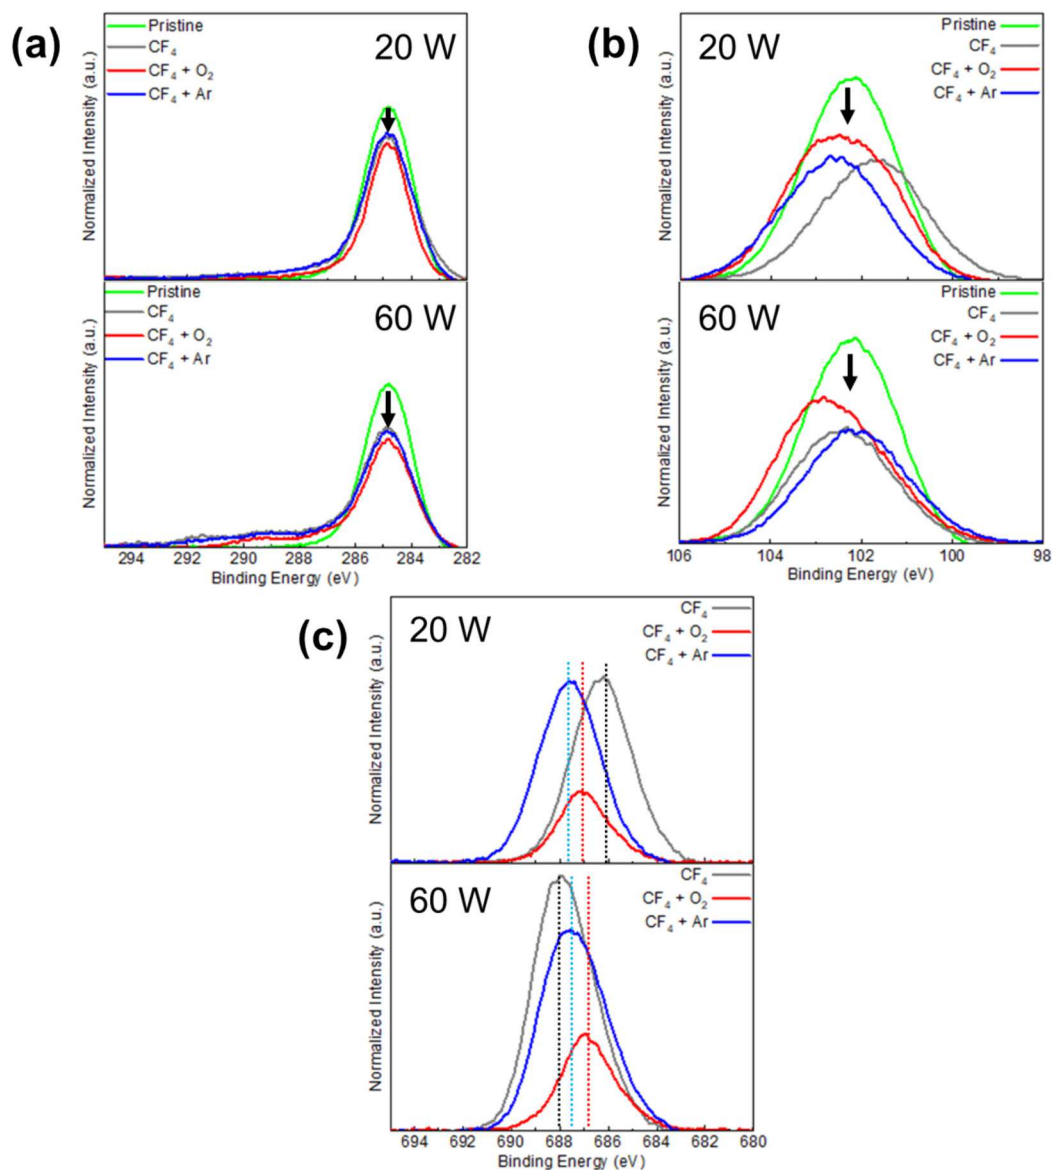 (a)
Normalized Intensity (a.u.)
Pristine
CF₄
CF₄ + O₂
CF₄ + Ar
20 W
Normalized Intensity (a.u.)
Pristine
CF₄
CF₄ + O₂
CF₄ + Ar
60 W
294 292 290 288 286 284 282
Binding Energy (eV)
(b)
Normalized Intensity (a.u.)
20 W
Pristine
CF₄
CF₄ + O₂
CF₄ + Ar
Normalized Intensity (a.u.)
60 W
Pristine
CF₄
CF₄ + O₂
CF₄ + Ar
106 104 102 100 98
Binding Energy (eV)
(c)
Normalized Intensity (a.u.)
20 W
CF₄
CF₄ + O₂
CF₄ + Ar
Normalized Intensity (a.u.)
60 W
CF₄
CF₄ + O₂
CF₄ + Ar
694 692 690 688 686 684 682 680
Binding Energy (eV)